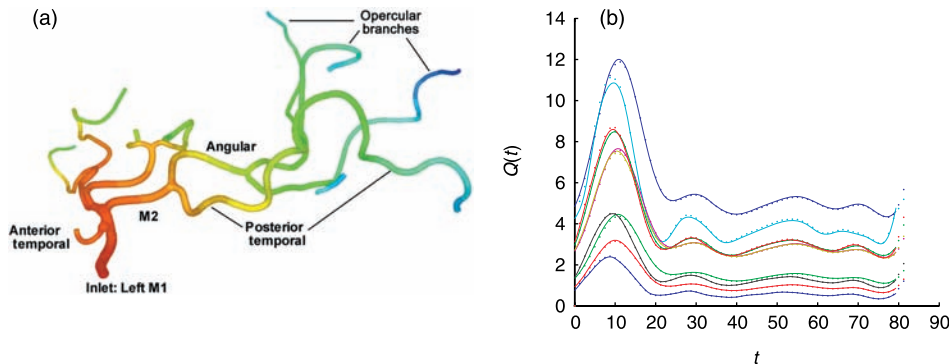 (a)
Opercular
branches
Angular
M2
Anterior
temporal
Posterior
temporal
Inlet: Left M1
(b)
14
12
10
8
6
4
2
0
Q(t)
0 10 20 30 40 50 60 70 80 90
t